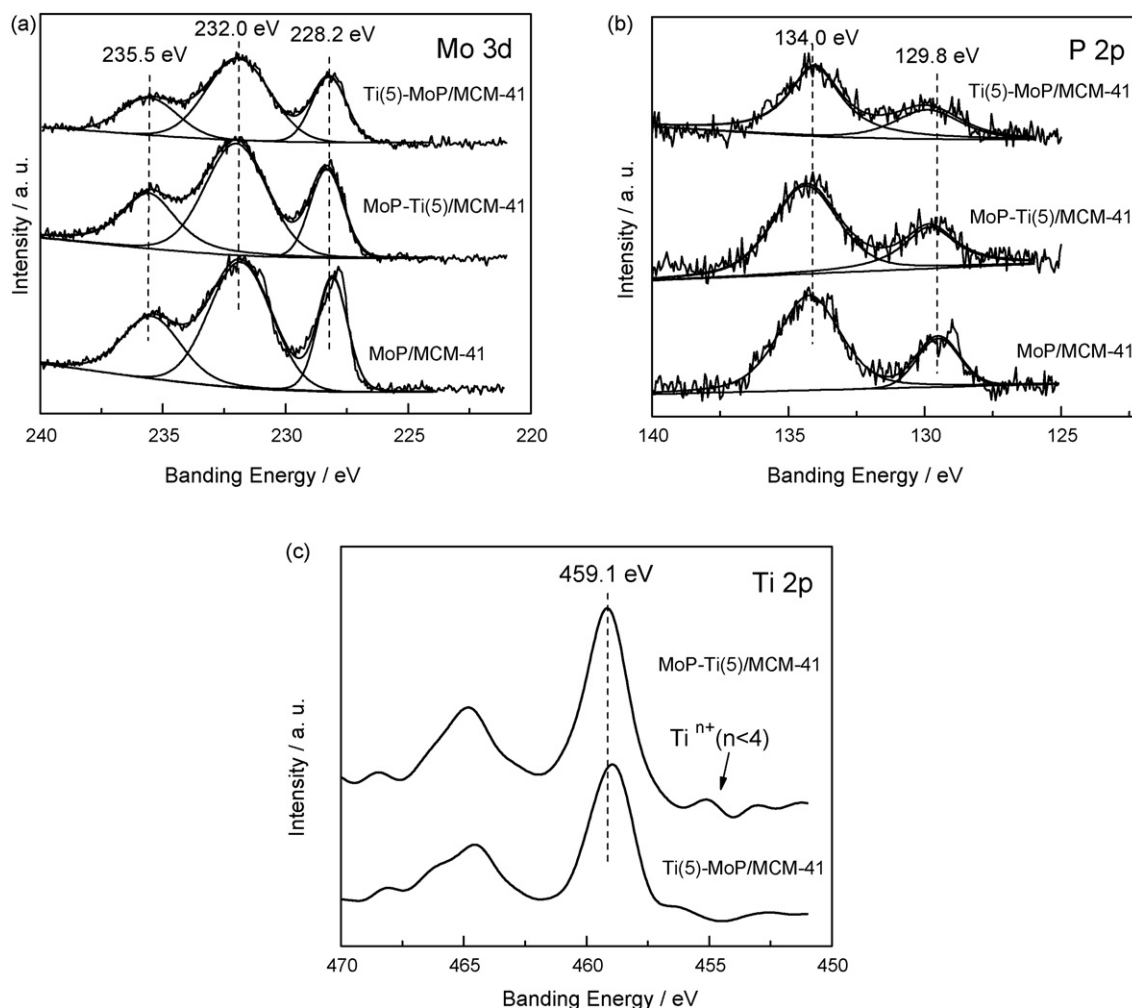 (a)
Mo 3d
235.5 eV
232.0 eV
228.2 eV
Ti(5)-MoP/MCM-41
MoP-Ti(5)/MCM-41
MoP/MCM-41
Intensity / a. u.
240 235 230 225 220
Banding Energy / eV
(b)
P 2p
134.0 eV
129.8 eV
Ti(5)-MoP/MCM-41
MoP-Ti(5)/MCM-41
MoP/MCM-41
Intensity / a. u.
140 135 130 125
Banding Energy / eV
(c)
459.1 eV
Ti 2p
MoP-Ti(5)/MCM-41
Ti n+(n<4)
Ti(5)-MoP/MCM-41
Intensity / a. u.
470 465 460 455 450
Banding Energy / eV